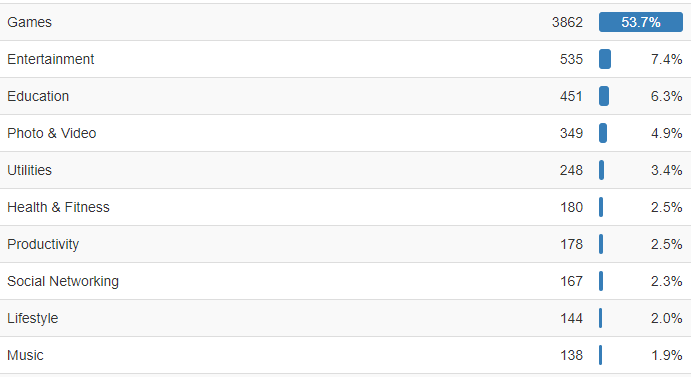 Games 3862 53.7%
Entertainment 535 7.4%
Education 451 6.3%
Photo & Video 349 4.9%
Utilities 248 3.4%
Health & Fitness 180 2.5%
Productivity 178 2.5%
Social Networking 167 2.3%
Lifestyle 144 2.0%
Music 138 1.9%